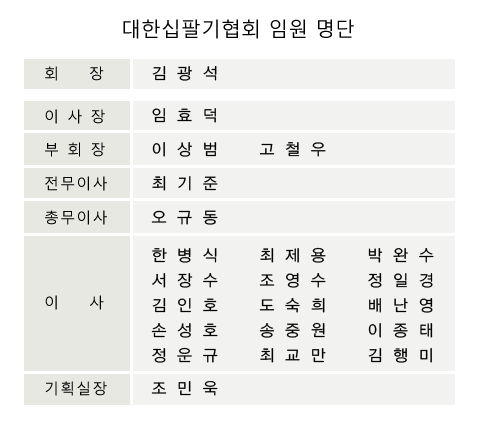 대한십팔기협회 임원 명단
회 장 김 광 석
이 사 장 임 효 덕
부 회 장 이 상 범 고 철 우
전무이사 최 기 준
총무이사 오 규 동
한 병 식 최 제 용 박 완 수
서 장 수 조 영 수 정 일 경
이 사 김 인 호 도 숙 희 배 난 영
손 성 호 송 중 원 이 종 태
정 운 규 최 교 만 김 행 미
기획실장 조 민 욱